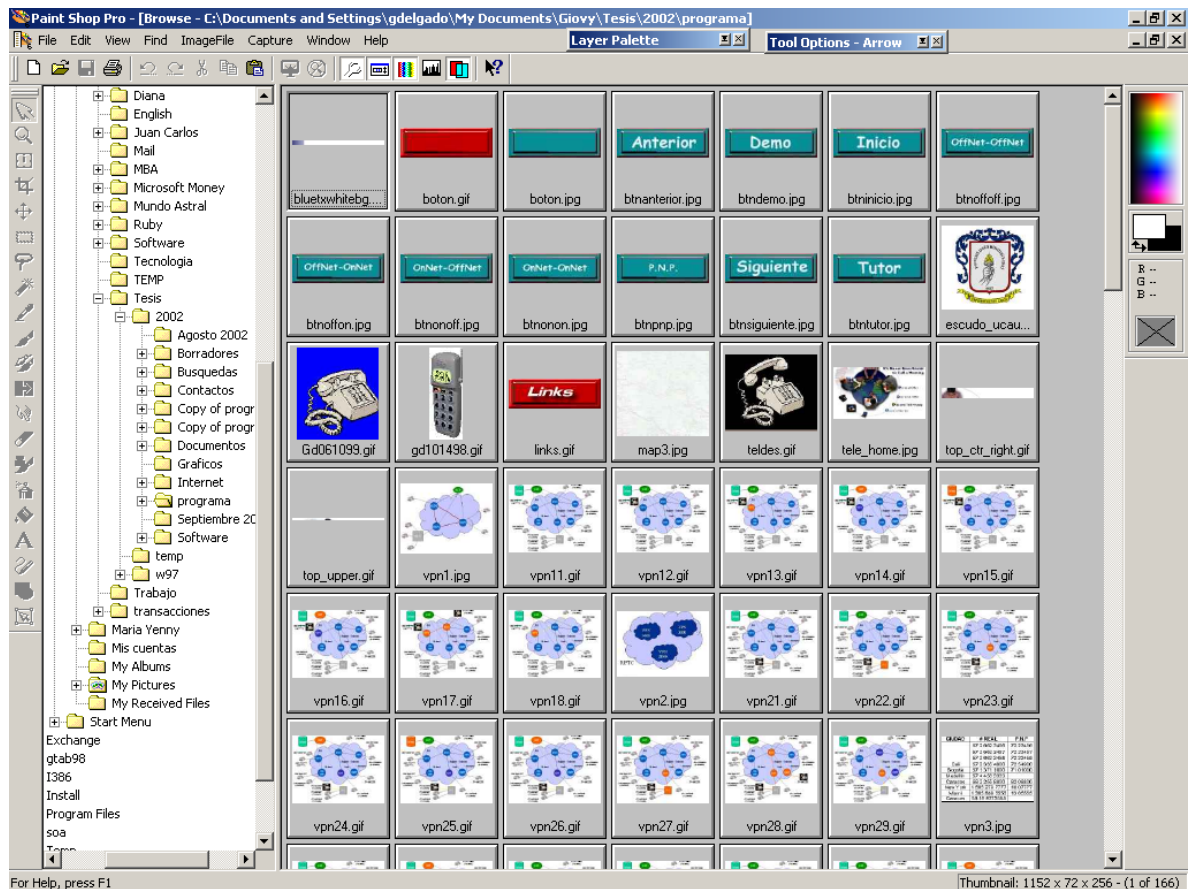 Paint Shop Pro - [Browse - C:\Documents and Settings\gdelgado\My Documents\Giovy\Tesis\2002\programa]
File Edit View Find ImageFile Capture Window Help
Layer Palette
Tool Options - Arrow
Diana
English
Juan Carlos
Mail
MBA
Microsoft Money
Mundo Astral
Ruby
Software
Tecnologia
TEMP
Tesis
2002
Agosto 2002
Borradores
Busquedas
Contactos
Copy of progr
Copy of progr
Documentos
Graficos
Internet
programa
Septiembre 20
Software
temp
w97
Trabajo
transacciones
Maria Yenny
Mis cuentas
My Albums
My Pictures
My Received Files
Start Menu
Exchange
gtab98
I386
Install
Program Files
soa
Temp
Anterior Demo Inicio OffNet-OffNet
bluetxwhitebg.... boton.gif boton.jpg btnanterior.jpg btndemo.jpg btninicio.jpg btnoffoff.jpg
OffNet-OnNet OnNet-OffNet OnNet-OnNet P.N.P. Siguiente Tutor
btnoffon.jpg btnonoff.jpg btnonon.jpg btnpnp.jpg btnsiguiente.jpg btntutor.jpg escudo_ucau...
Links
Gd061099.gif gd101498.gif links.gif map3.jpg teldes.gif tele_home.jpg top_ctr_right.gif
top_upper.gif vpn1.jpg vpn11.gif vpn12.gif vpn13.gif vpn14.gif vpn15.gif
vpn16.gif vpn17.gif vpn18.gif vpn2.jpg vpn21.gif vpn22.gif vpn23.gif
CIUDAD # REAL P.N.P
vpn24.gif vpn25.gif vpn26.gif vpn27.gif vpn28.gif vpn29.gif vpn3.jpg
R --
G --
B --
For Help, press F1
Thumbnail: 1152 x 72 x 256 - (1 of 166)